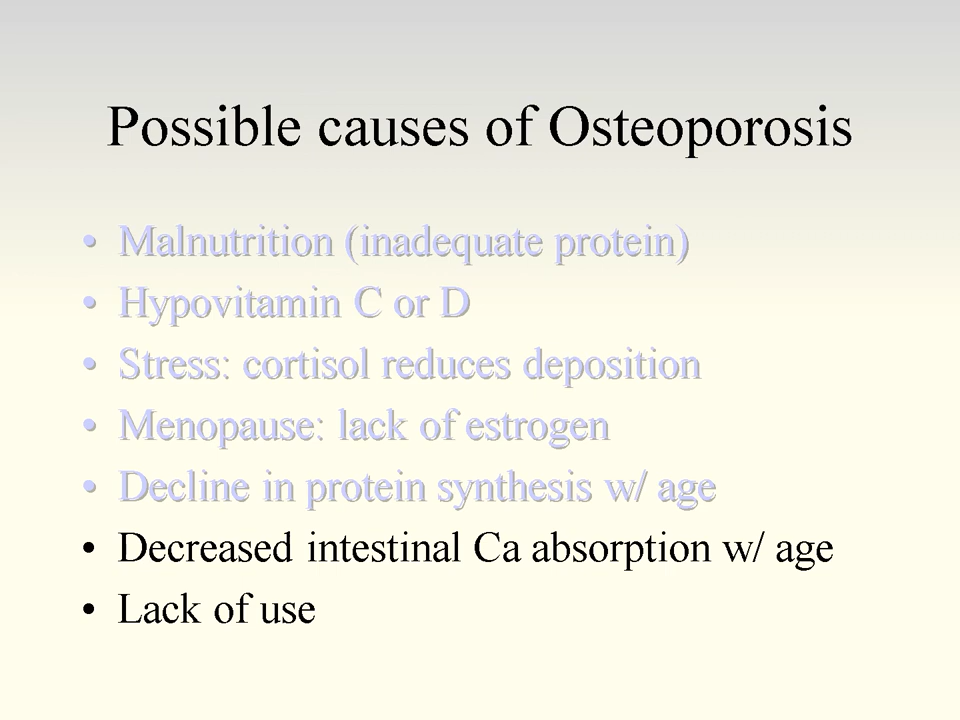 Possible causes of Osteoporosis
• Malnutrition (inadequate protein)
• Hypovitamin C or D
• Stress: cortisol reduces deposition
• Menopause: lack of estrogen
• Decline in protein synthesis w/ age
• Decreased intestinal Ca absorption w/ age
• Lack of use